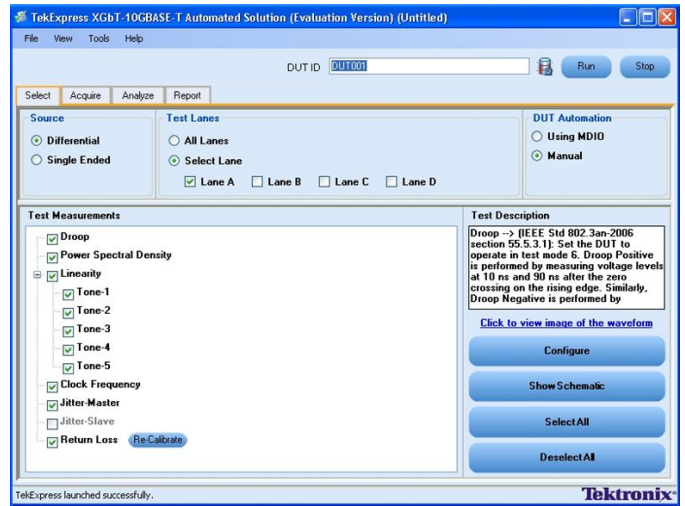 TekExpress XGbT-10GBASE-T Automated Solution (Evaluation Version) (Untitled)
File View Tools Help
DUT ID DUT001 Run Stop
Select Acquire Analyze Report
Source Test Lanes DUT Automation
Differential All Lanes Using MDIO
Single Ended Select Lane Manual
Lane A Lane B Lane C Lane D
Test Measurements Test Description
Droop
Power Spectral Density
Linearity
Tone-1
Tone-2
Tone-3
Tone-4
Tone-5
Clock Frequency
Jitter-Master
Jitter-Slave
Return Loss Re-Calibrate
Droop --> (IEEE Std 802.3an-2006
section 55.5.3.1): Set the DUT to
operate in test mode 6. Droop Positive
is performed by measuring voltage levels
at 10 ns and 90 ns after the zero
crossing on the rising edge. Similarly,
Droop Negative is performed by
Click to view image of the waveform
Configure
Show Schematic
Select All
Deselect All
TekExpress launched successfully. Tektronix